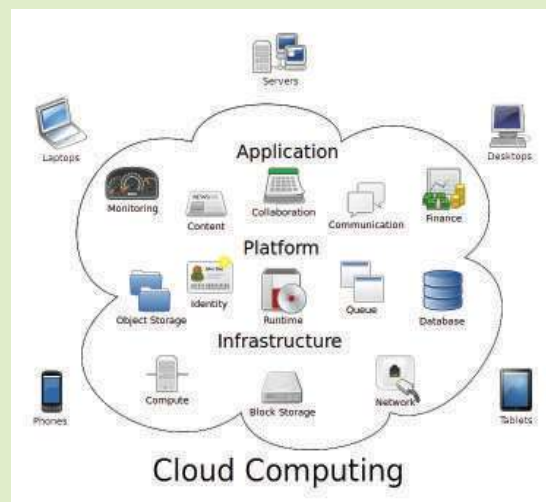 Servers
Laptops
Desktops
Application
Monitoring
NEWS
Content
Collaboration
Communication
Finance
Platform
Object Storage
Identity
Runtime
Queue
Database
Infrastructure
Phones
Compute
Block Storage
Network
Tablets
Cloud Computing